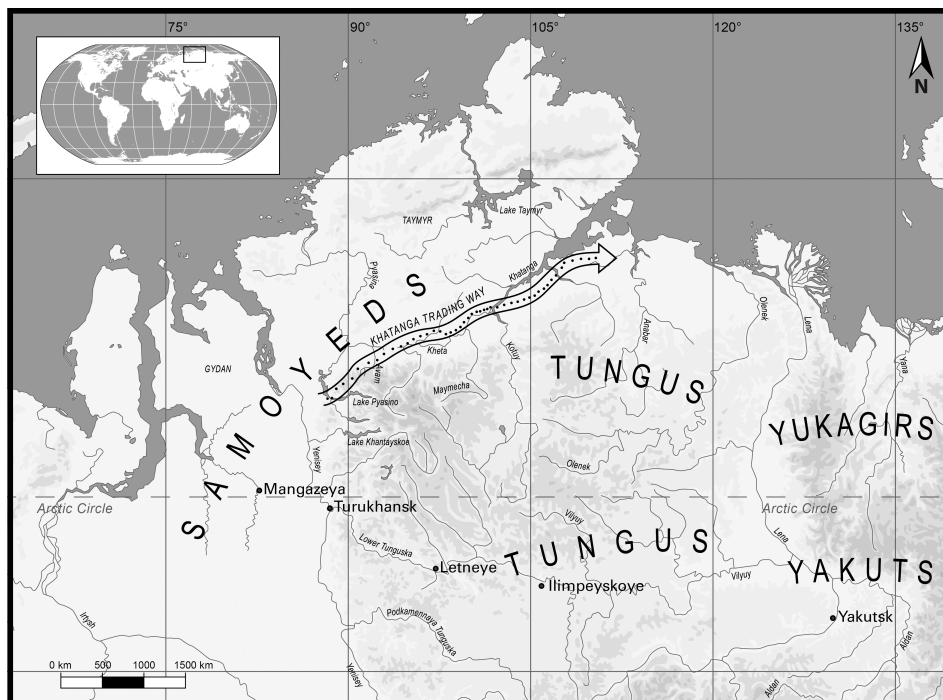 75°
90°
105°
120°
135°
N
Lake Taymyr
TAYMYR
Pyasina
Khatanga
SAMOYEDS
KHATANGA TRADING WAY
Olenek
Lena
Anabar
Yana
GYDAN
Kheta
Kotuy
Avam
TUNGUS
Maymecha
Lake Pyasino
YUKAGIRS
Lake Khantayskoe
Yenisey
Olenek
Mangazeya
Arctic Circle
Turukhansk
Arctic Circle
Vilyuy
Lena
Lower Tunguska
TUNGUS
Letneye
YAKUTS
Vilyuy
Ilimpeyskoye
Podkamennaya Tunguska
Irtysh
Yakutsk
Aldan
0 km 500 1000 1500 km
Yenisey
Aldan